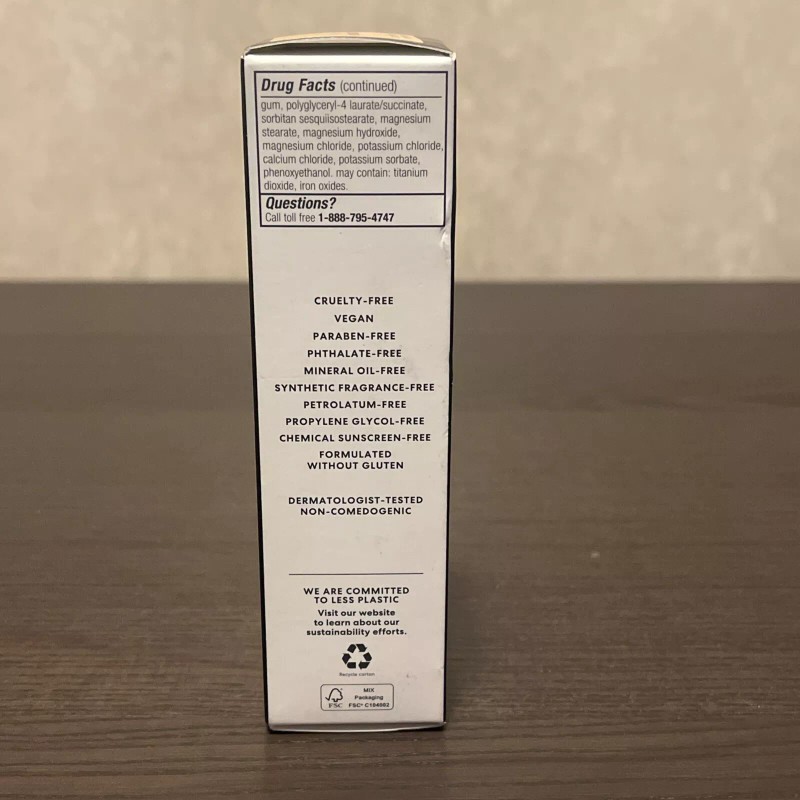 Drug Facts (continued)
gum, polyglyceryl-4 laurate/succinate,
sorbitan sesquiisostearate, magnesium
stearate, magnesium hydroxide,
magnesium chloride, potassium chloride,
calcium chloride, potassium sorbate,
phenoxyethanol. may contain: titanium
dioxide, iron oxides.
Questions?
Call toll free 1-888-795-4747
CRUELTY-FREE
VEGAN
PARABEN-FREE
PHTHALATE-FREE
MINERAL OIL-FREE
SYNTHETIC FRAGRANCE-FREE
PETROLATUM-FREE
PROPYLENE GLYCOL-FREE
CHEMICAL SUNSCREEN-FREE
FORMULATED
WITHOUT GLUTEN
DERMATOLOGIST-TESTED
NON-COMEDOGENIC
WE ARE COMMITTED
TO LESS PLASTIC
Visit our website
to learn about our
sustainability efforts.
Recycle carton
MIX
Packaging
FSC FSC® C104882